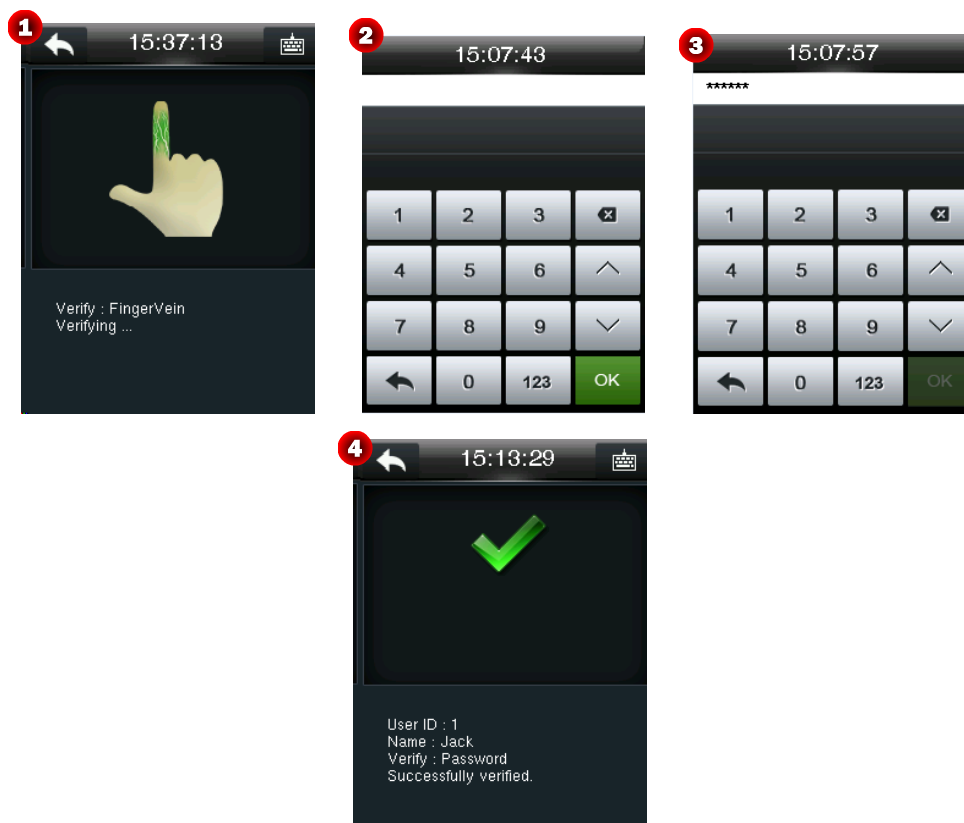 1
15:37:13
Verify : FingerVein
Verifying ...
2
15:07:43
1 2 3
4 5 6
7 8 9
0 123 OK
3
15:07:57
******
1 2 3
4 5 6
7 8 9
0 123 OK
4
15:13:29
User ID : 1
Name : Jack
Verify : Password
Successfully verified.